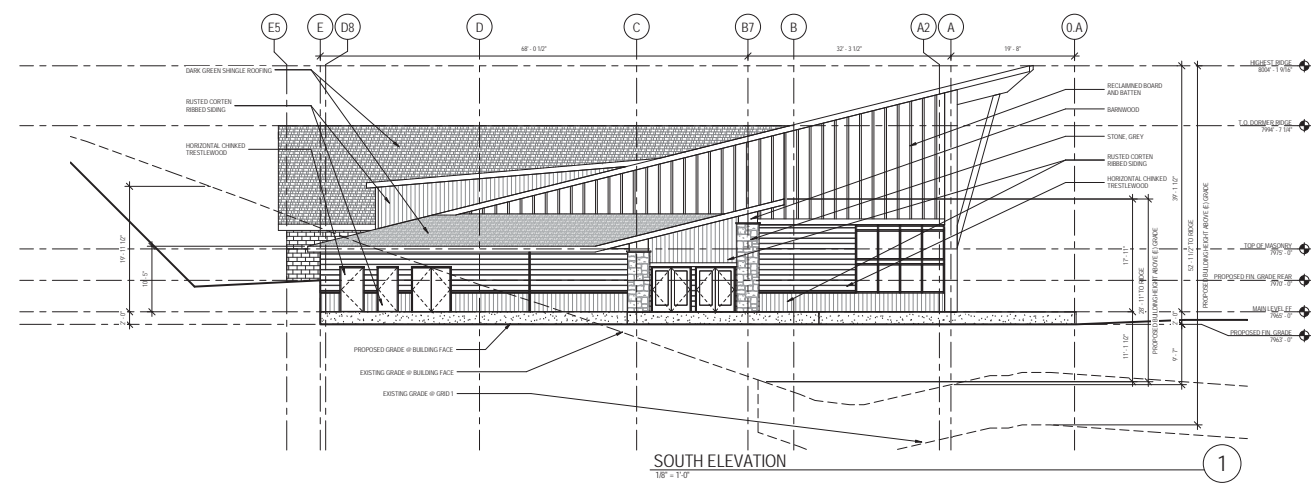 E5
E
D8
D
C
B7
B
A2
A
0.A
68' - 0 1/2"
32' - 3 1/2"
19' - 8"
DARK GREEN SHINGLE ROOFING
RUSTED CORTEN
RIBBED SIDING
HORIZONTAL CHINKED
TRESTLEWOOD
RECLAIMNED BOARD
AND BATTEN
BARNWOOD
STONE, GREY
RUSTED CORTEN
RIBBED SIDING
HORIZONTAL CHINKED
TRESTLEWOOD
HIGHEST RIDGE
8004' - 1 9/16"
T.O. DORMER RIDGE
7994' - 7 1/4"
TOP OF MASONRY
7975' - 0"
PROPOSED FIN. GRADE REAR
7970' - 0"
MAIN LEVEL FF
7965' - 0"
PROPOSED FIN. GRADE
7963' - 0"
19' - 11 1/2"
10' - 5"
2' - 0"
17' - 11"
11' - 1 1/2"
28' - 11" TO RIDGE
PROPOSED BUILDING HEIGHT ABOVE (E) GRADE
39' - 1 1/2"
2' - 0"
9' - 7"
52' - 1 1/2" TO RIDGE
PROPOSED BUILDING HEIGHT ABOVE (E) GRADE
PROPOSED GRADE @ BUILDING FACE
EXISTING GRADE @ BUILDING FACE
EXISTING GRADE @ GRID 1
SOUTH ELEVATION
1/8" = 1'-0"
1